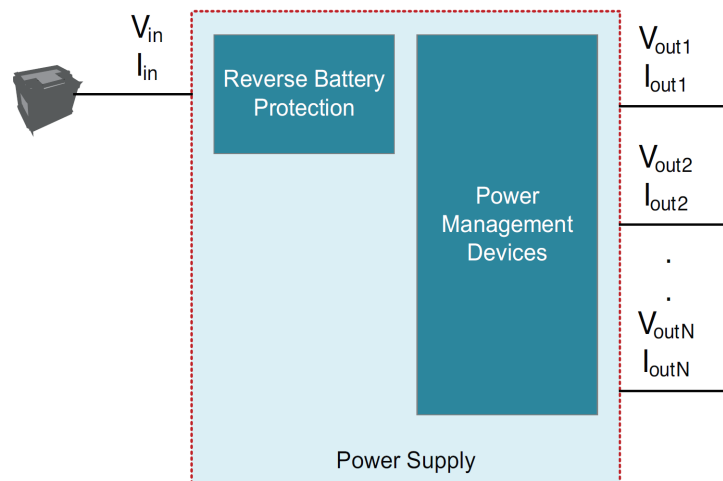 Vin
Iin
Reverse Battery
Protection
Power
Management
Devices
Vout1
Iout1
Vout2
Iout2
.
.
VoutN
IoutN
Power Supply